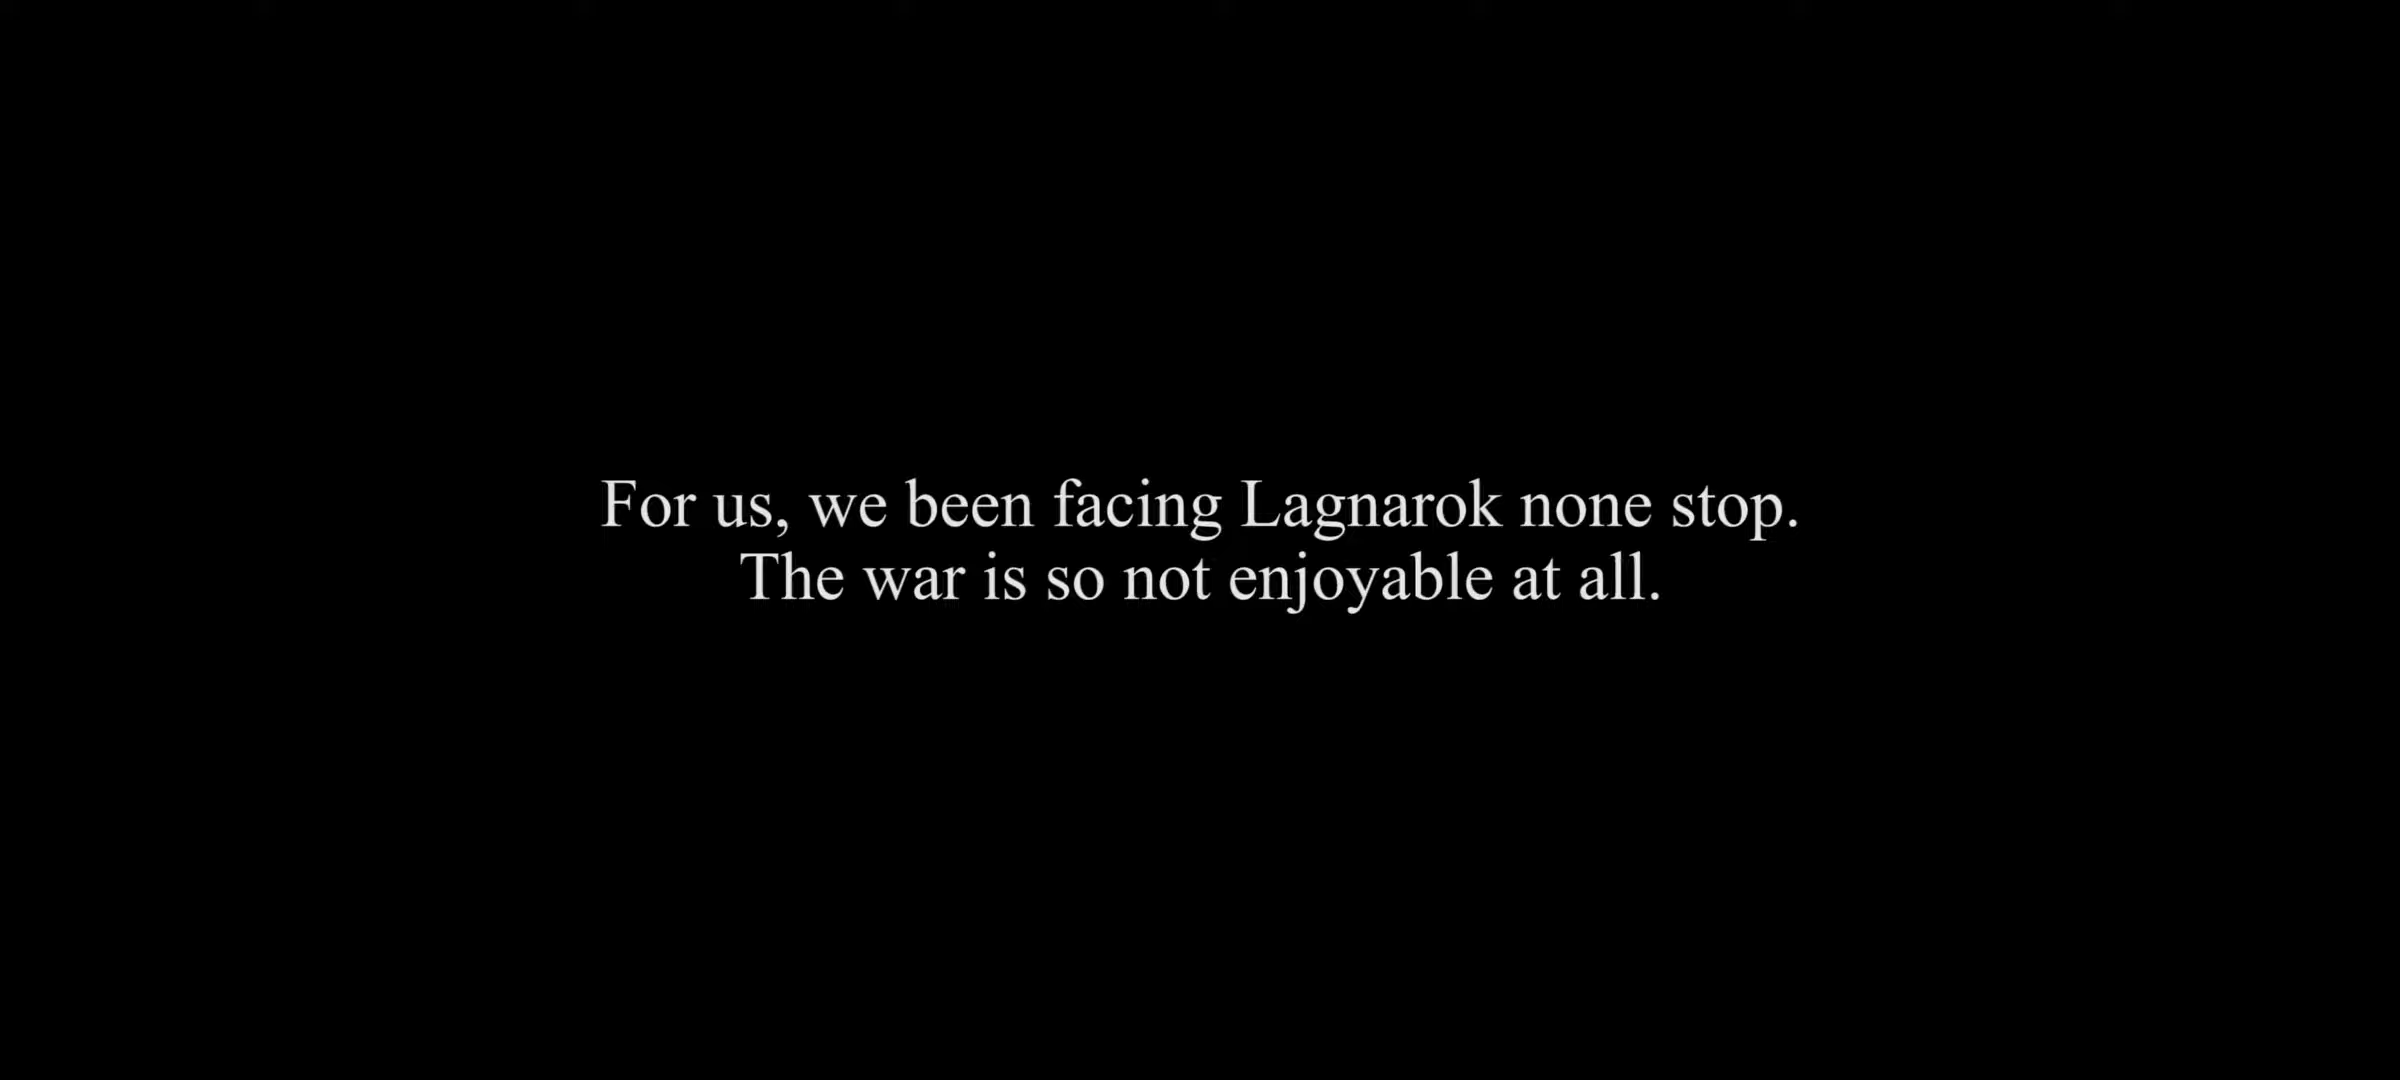 For us, we been facing Lagnarok none stop.
The war is so not enjoyable at all.